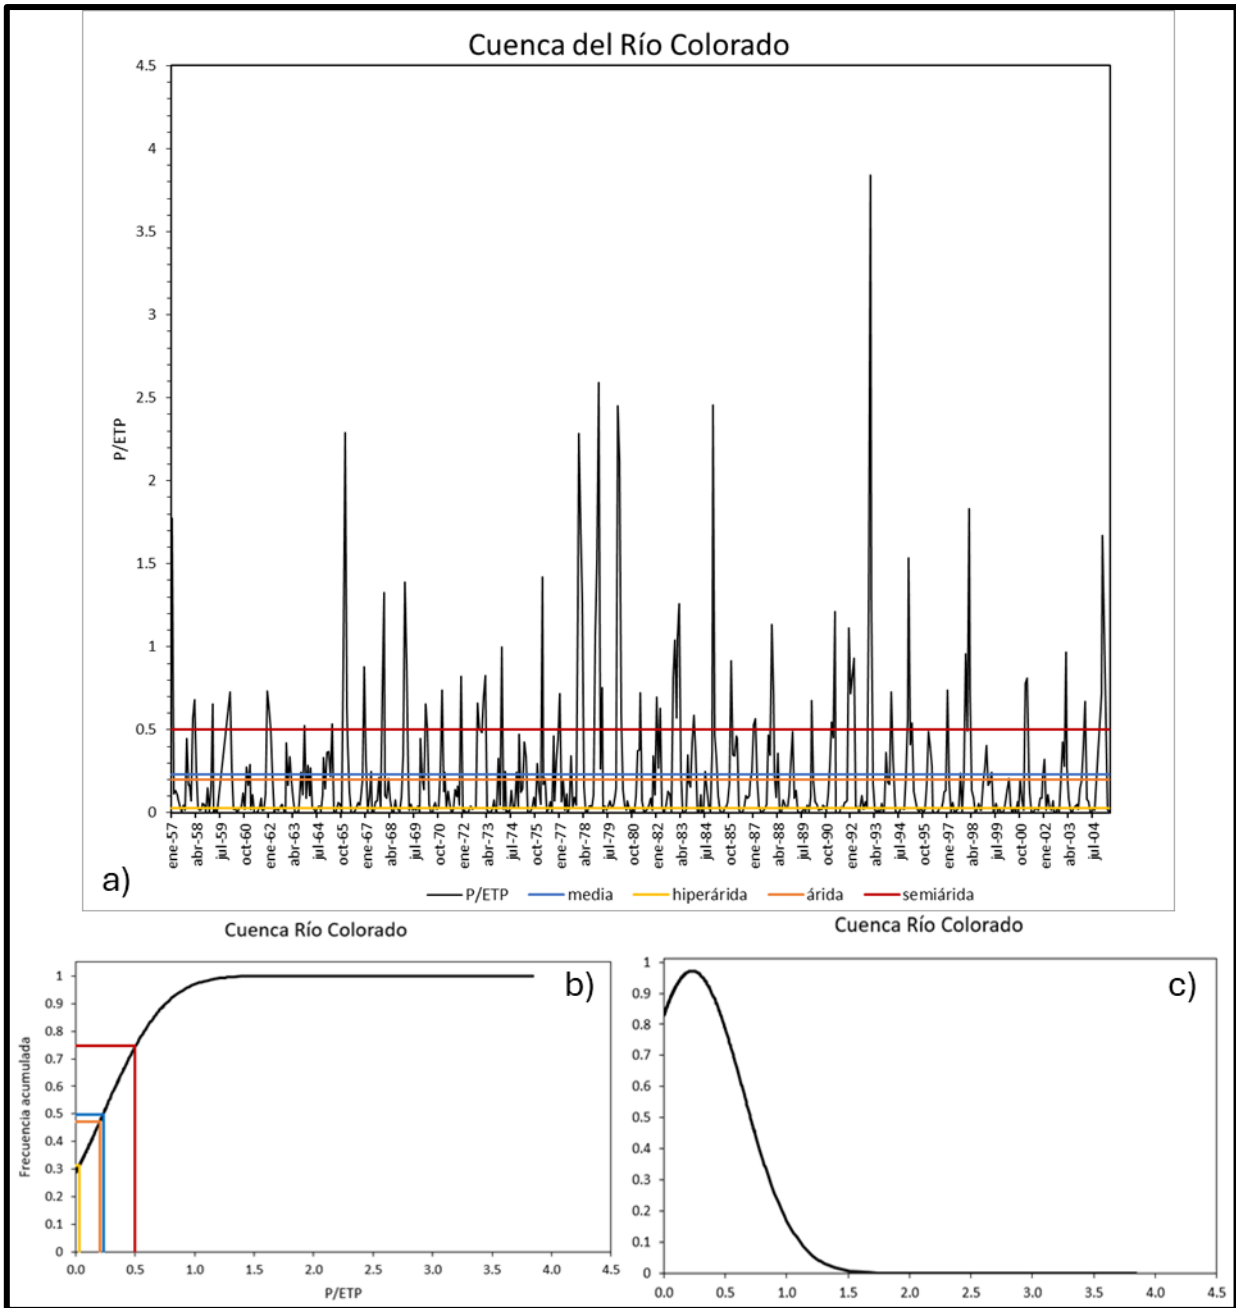 Cuenca del Río Colorado
4.5
4
3.5
3
2.5
2
1.5
1
0.5
0
P/ETP
ene-57
abr-58
jul-59
oct-60
ene-62
abr-63
jul-64
oct-65
ene-67
abr-68
jul-69
oct-70
ene-72
abr-73
jul-74
oct-75
ene-77
abr-78
jul-79
oct-80
ene-82
abr-83
jul-84
oct-85
ene-87
abr-88
jul-89
oct-90
ene-92
abr-93
jul-94
oct-95
ene-97
abr-98
jul-99
oct-00
ene-02
abr-03
jul-04
a)
P/ETP media hiperárida árida semiárida
Cuenca Río Colorado
b)
1
0.9
0.8
0.7
0.6
0.5
0.4
0.3
0.2
0.1
0
Frecuencia acumulada
0.0 0.5 1.0 1.5 2.0 2.5 3.0 3.5 4.0 4.5
P/ETP
Cuenca Río Colorado
c)
1
0.9
0.8
0.7
0.6
0.5
0.4
0.3
0.2
0.1
0
0.0 0.5 1.0 1.5 2.0 2.5 3.0 3.5 4.0 4.5